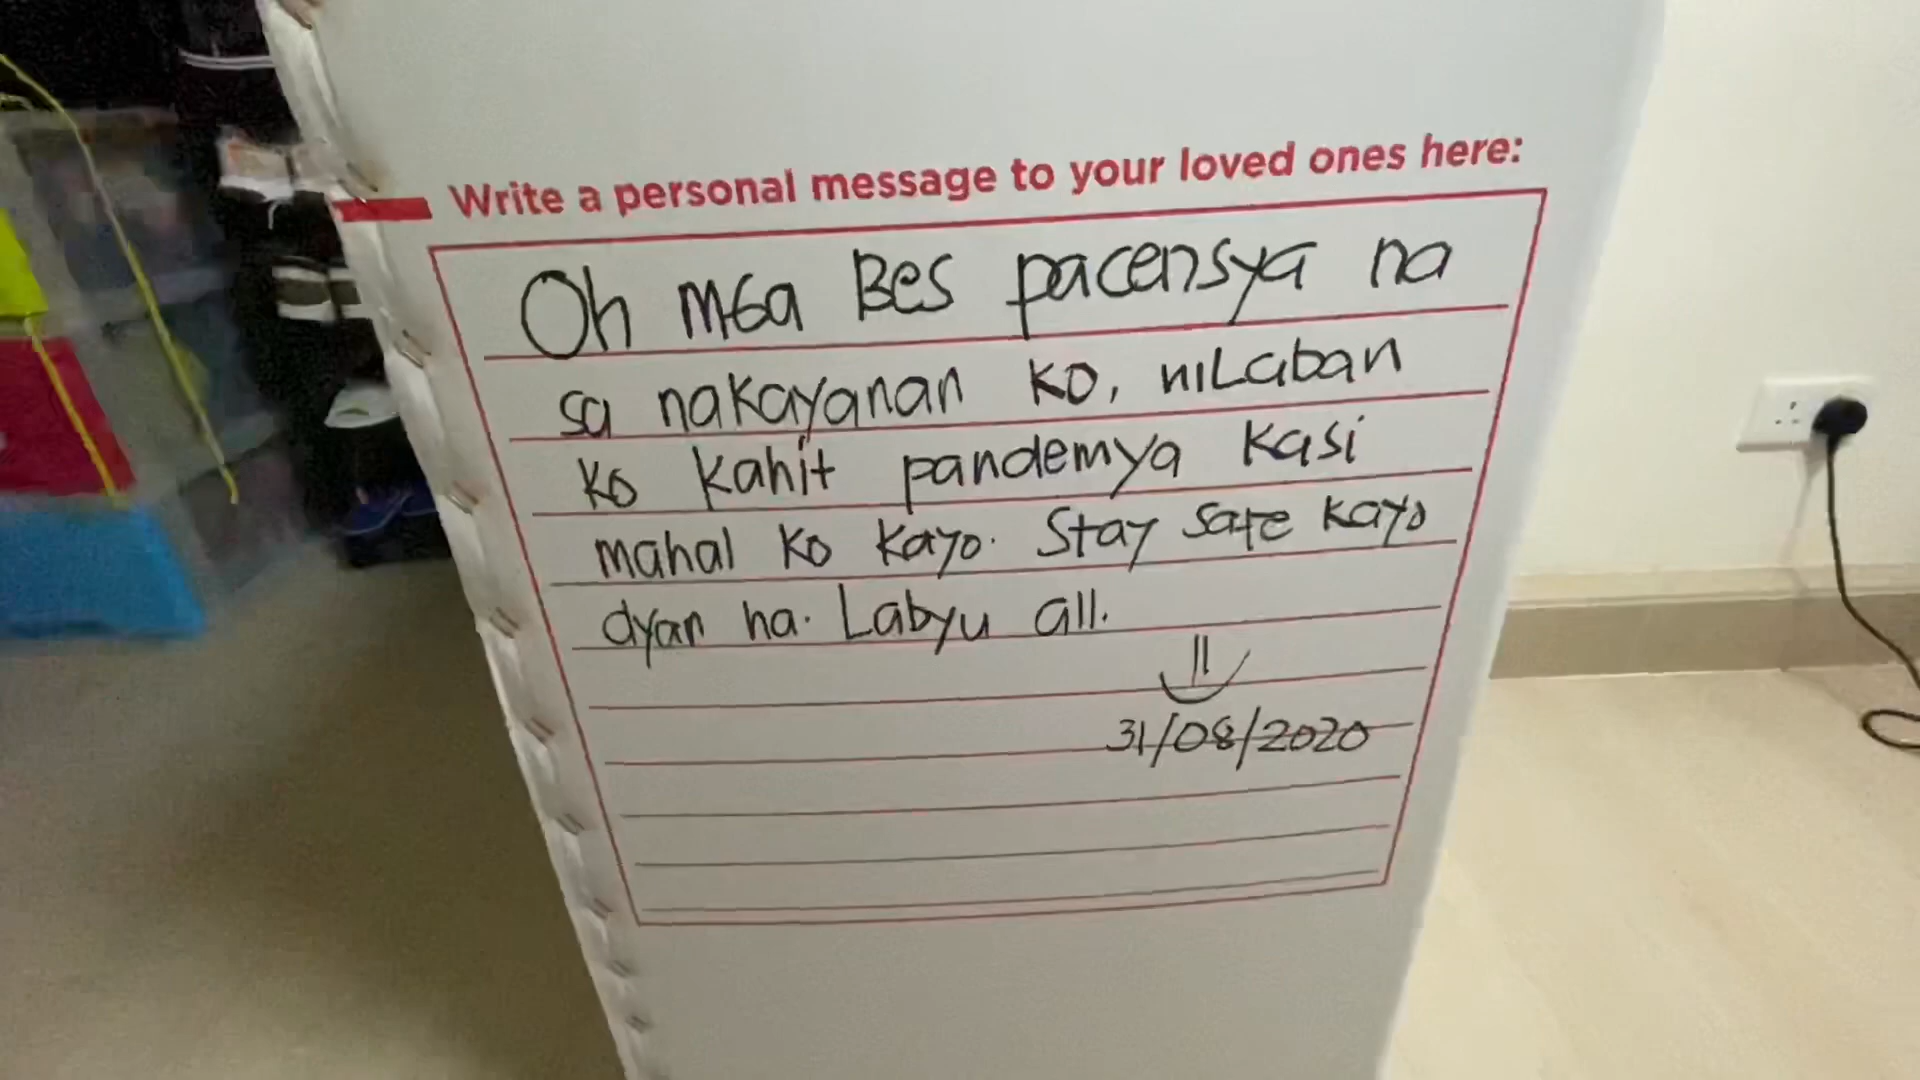 Write a personal message to your loved ones here:
Oh mga Bes pacensya na
sa nakayanan ko, nilaban
ko kahit pandemya kasi
mahal ko kayo. Stay safe kayo
dyan ha. Labyu all.
31/08/2020